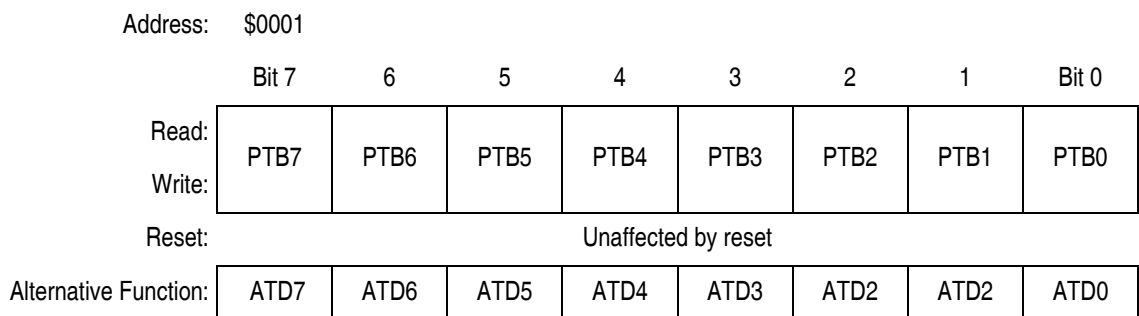 Address: $0001
Bit 7 6 5 4 3 2 1 Bit 0
Read:
PTB7 PTB6 PTB5 PTB4 PTB3 PTB2 PTB1 PTB0
Write:
Reset: Unaffected by reset
Alternative Function: ATD7 ATD6 ATD5 ATD4 ATD3 ATD2 ATD2 ATD0